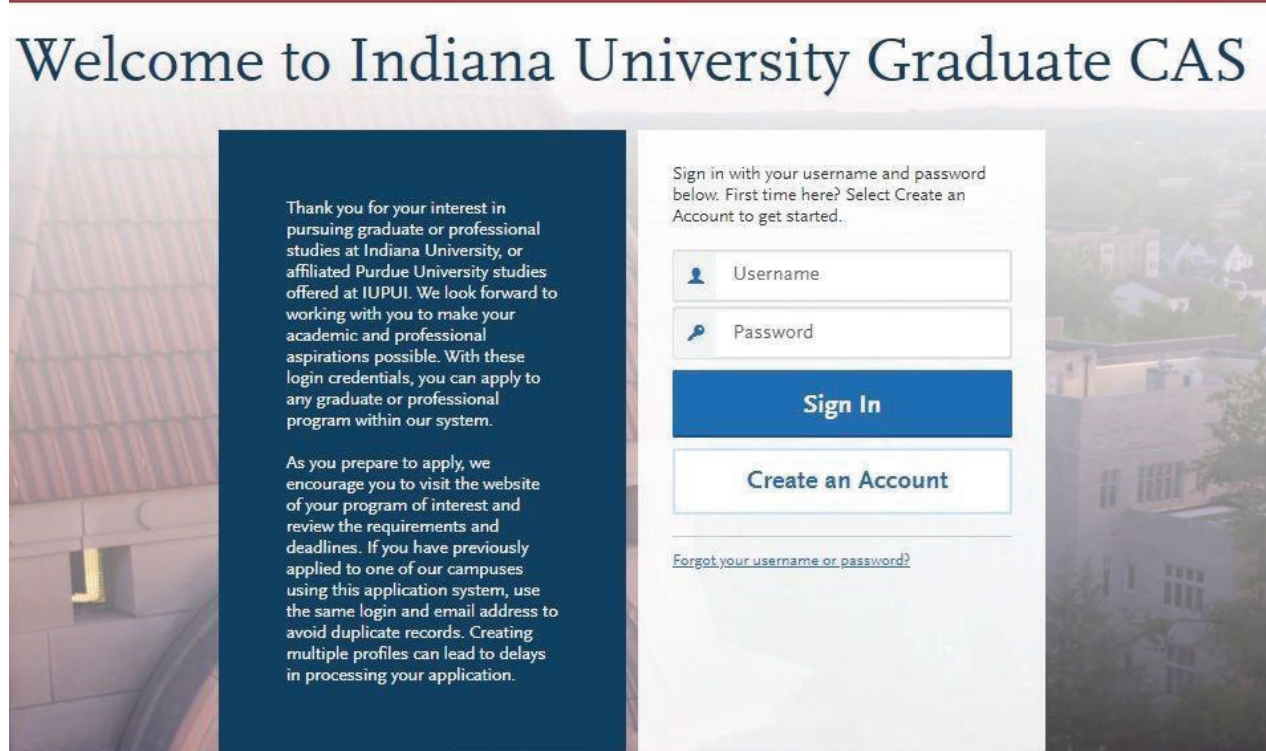 Welcome to Indiana University Graduate CAS
Thank you for your interest in
pursuing graduate or professional
studies at Indiana University, or
affiliated Purdue University studies
offered at IUPUI. We look forward to
working with you to make your
academic and professional
aspirations possible. With these
login credentials, you can apply to
any graduate or professional
program within our system.
As you prepare to apply, we
encourage you to visit the website
of your program of interest and
review the requirements and
deadlines. If you have previously
applied to one of our campuses
using this application system, use
the same login and email address to
avoid duplicate records. Creating
multiple profiles can lead to delays
in processing your application.
Sign in with your username and password
below. First time here? Select Create an
Account to get started.
Username
Password
Sign In
Create an Account
Forgot your username or password?